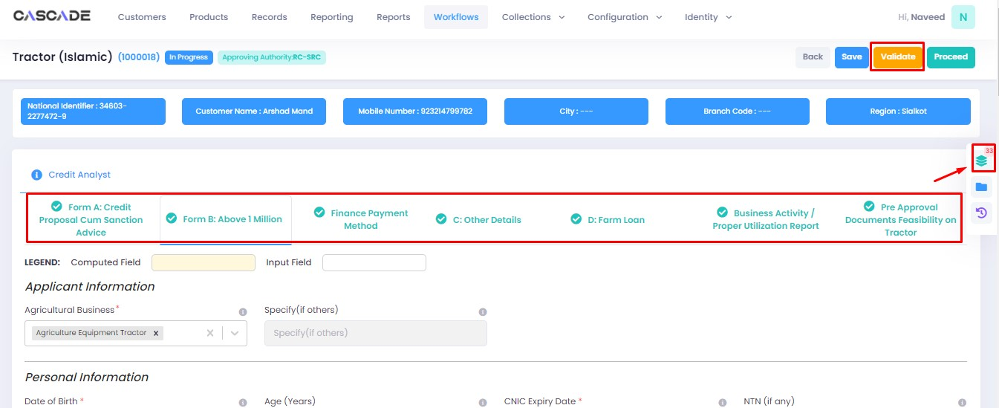 CASCADE
Customers
Products
Records
Reporting
Reports
Workflows
Collections
Configuration
Identity
Hi, Naveed
N
Tractor (Islamic)
(1000018)
In Progress
Approving Authority:RC-SRC
Back
Save
Validate
Proceed
National Identifier : 34603-
2277472-9
Customer Name : Arshad Mand
Mobile Number : 923214799782
City : ---
Branch Code : ---
Region : Sialkot
33
Credit Analyst
Form A: Credit
Proposal Cum Sanction
Advice
Form B: Above 1 Million
Finance Payment
Method
C: Other Details
D: Farm Loan
Business Activity /
Proper Utilization Report
Pre Approval
Documents Feasibility on
Tractor
LEGEND:
Computed Field
Input Field
Applicant Information
Agricultural Business*
Specify(if others)
Agriculture Equipment Tractor x
Specify(if others)
Personal Information
Date of Birth *
Age (Years)
CNIC Expiry Date *
NTN (if any)